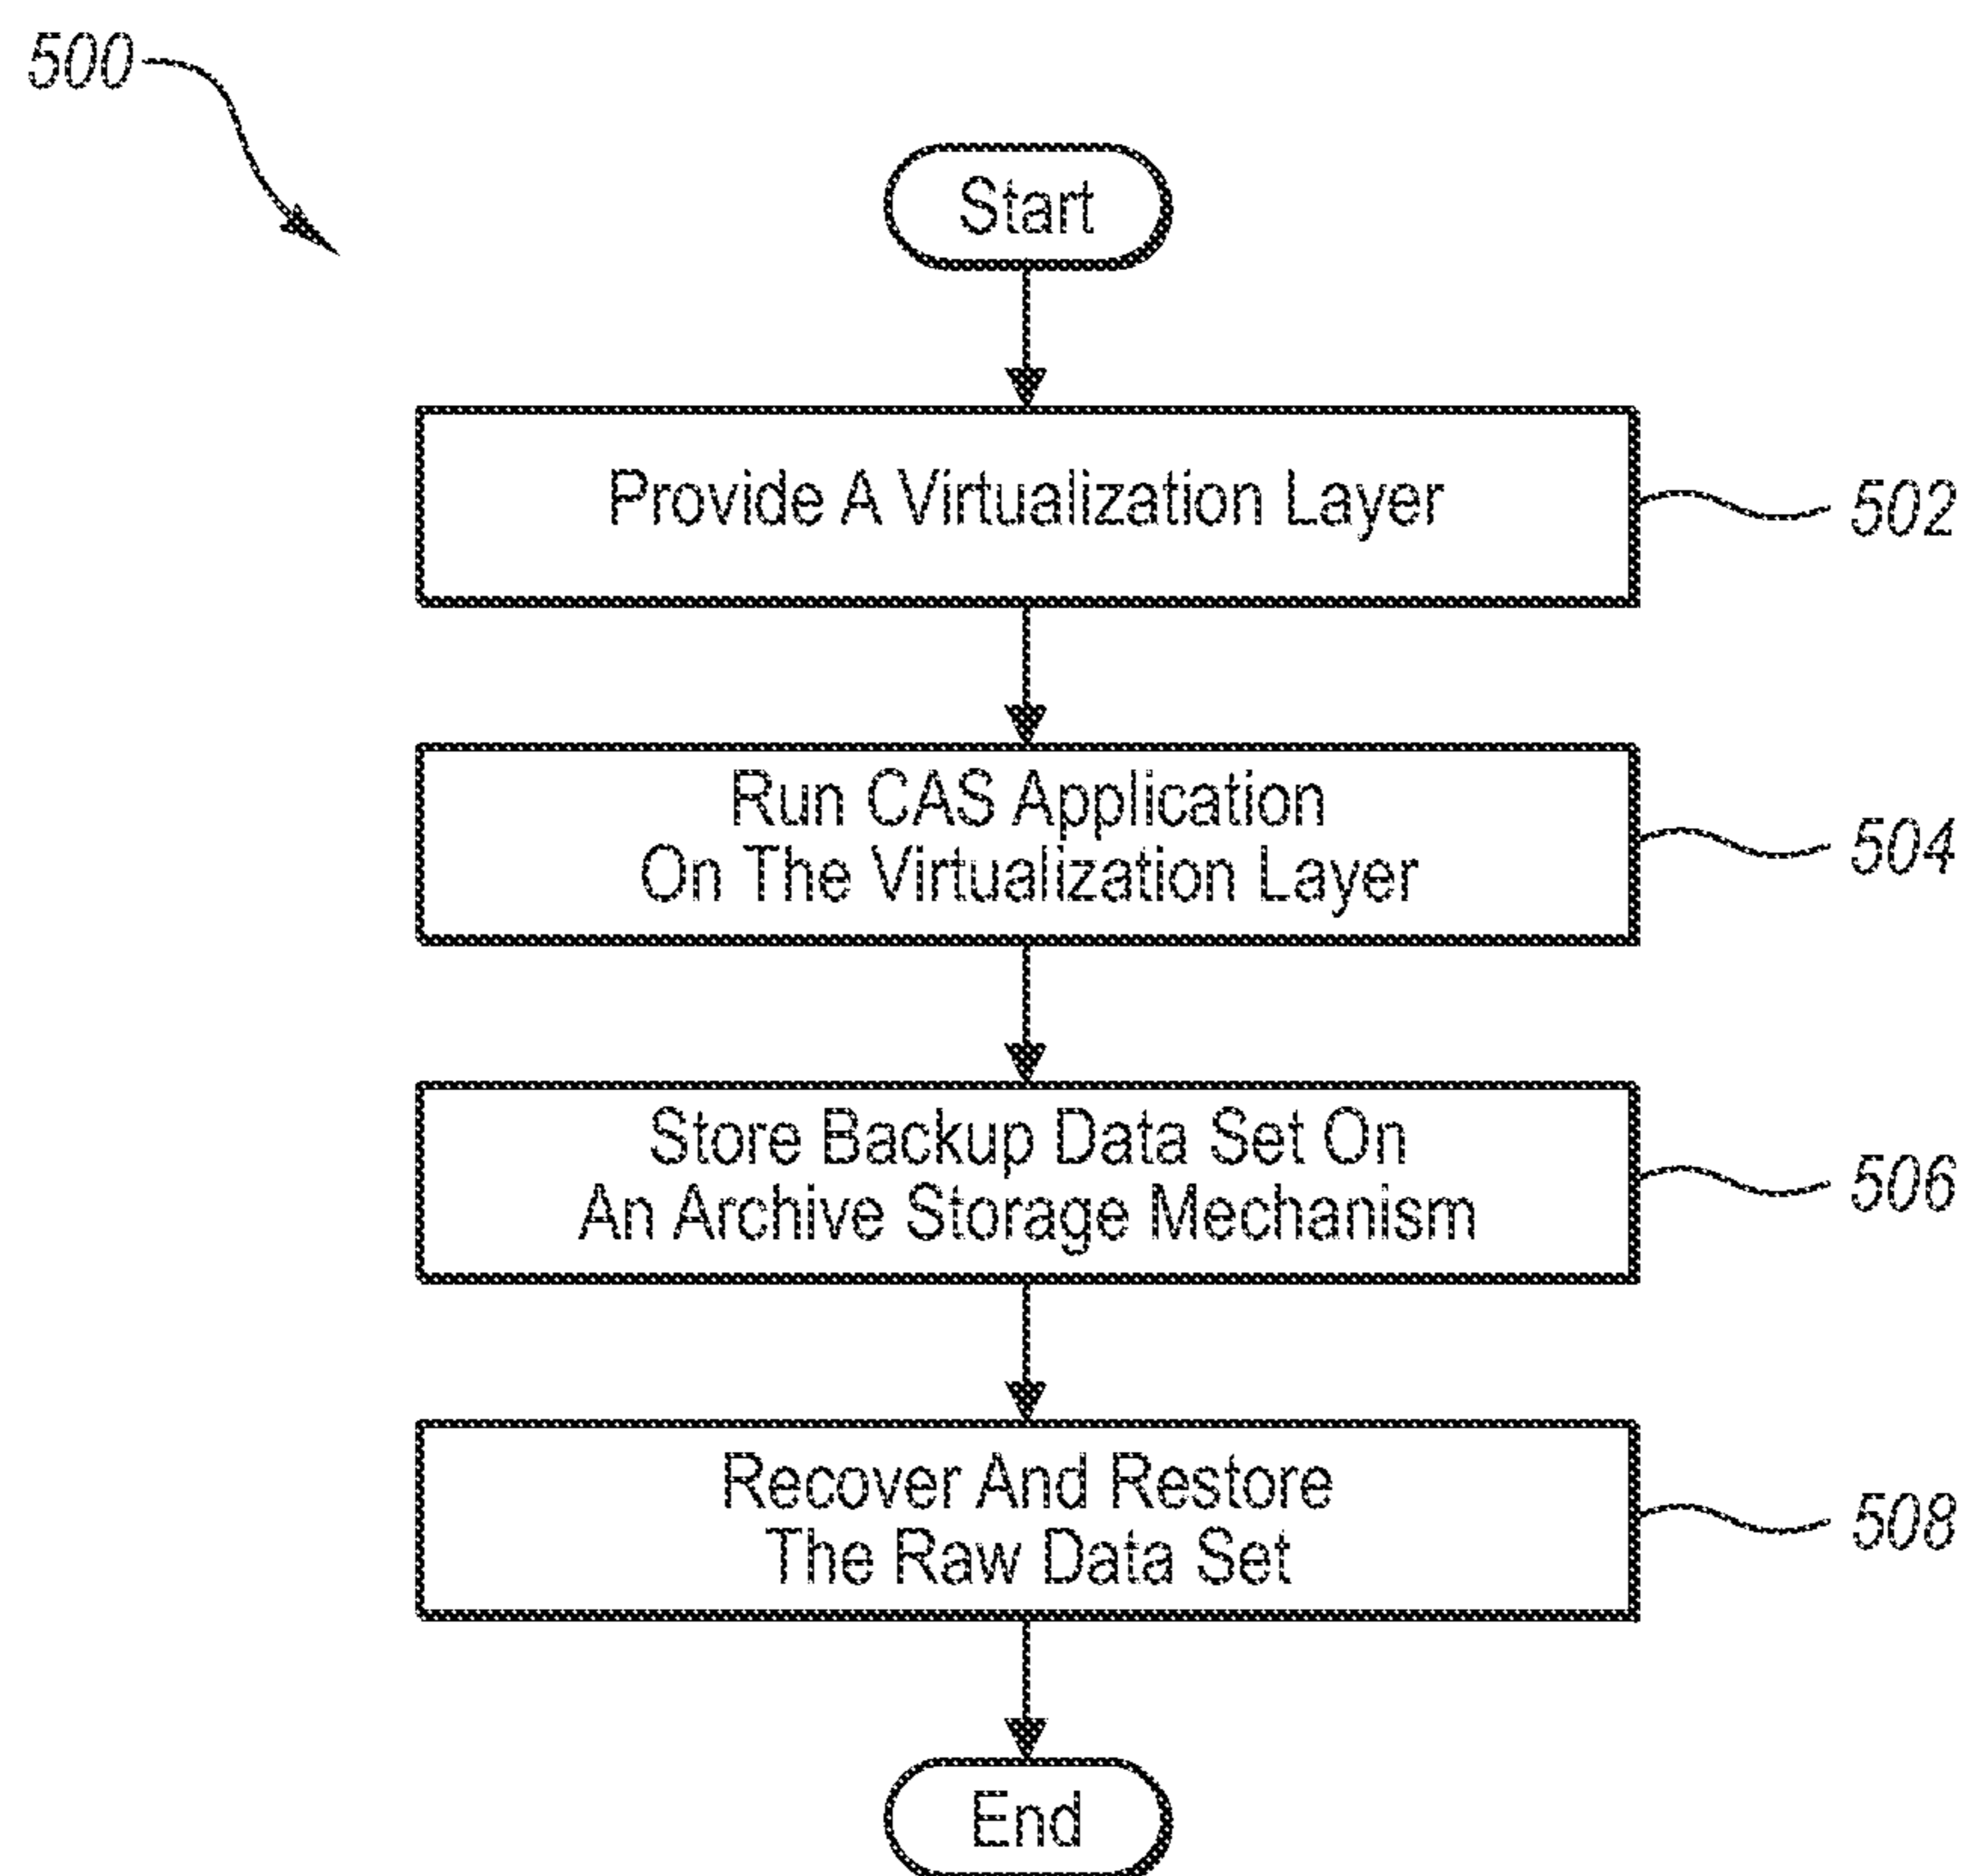 500
Start
Provide A Virtualization Layer
502
Run CAS Application
On The Virtualization Layer
504
Store Backup Data Set On
An Archive Storage Mechanism
506
Recover And Restore
The Raw Data Set
508
End